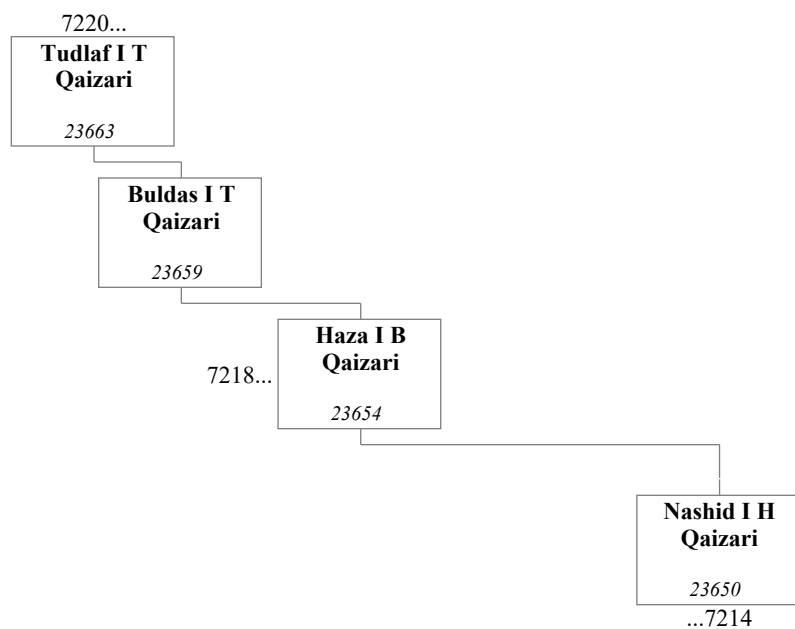 7220...
Tudlaf I T
Qaizari
23663
Buldas I T
Qaizari
23659
Haza I B
Qaizari
7218...
23654
Nashid I H
Qaizari
23650
...7214